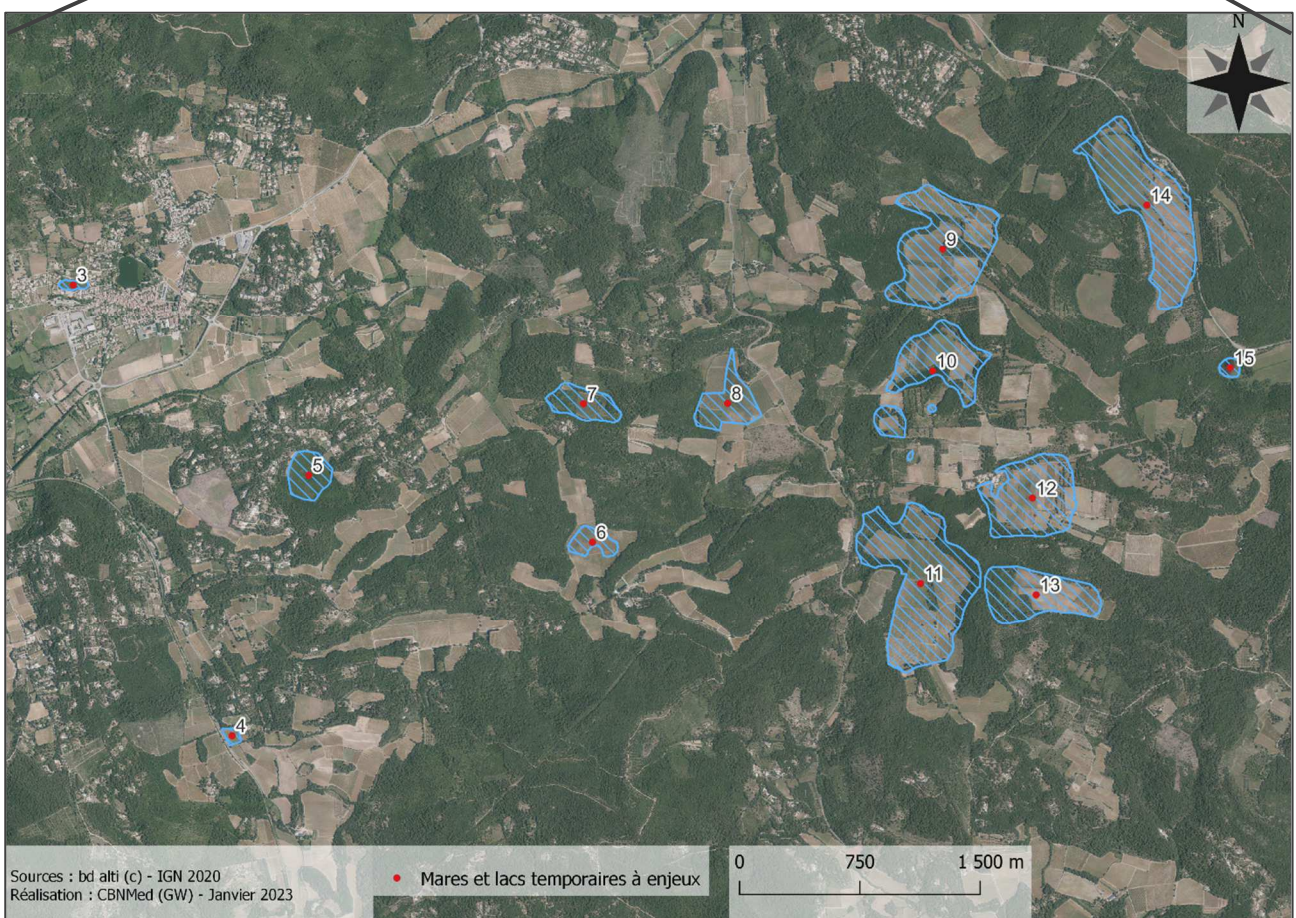 N
14
9
3
10
15
7
8
5
12
6
11
13
4
0 750 1 500 m
Sources : bd alti (c) - IGN 2020
Réalisation : CBNMed (GW) - Janvier 2023
Mares et lacs temporaires à enjeux